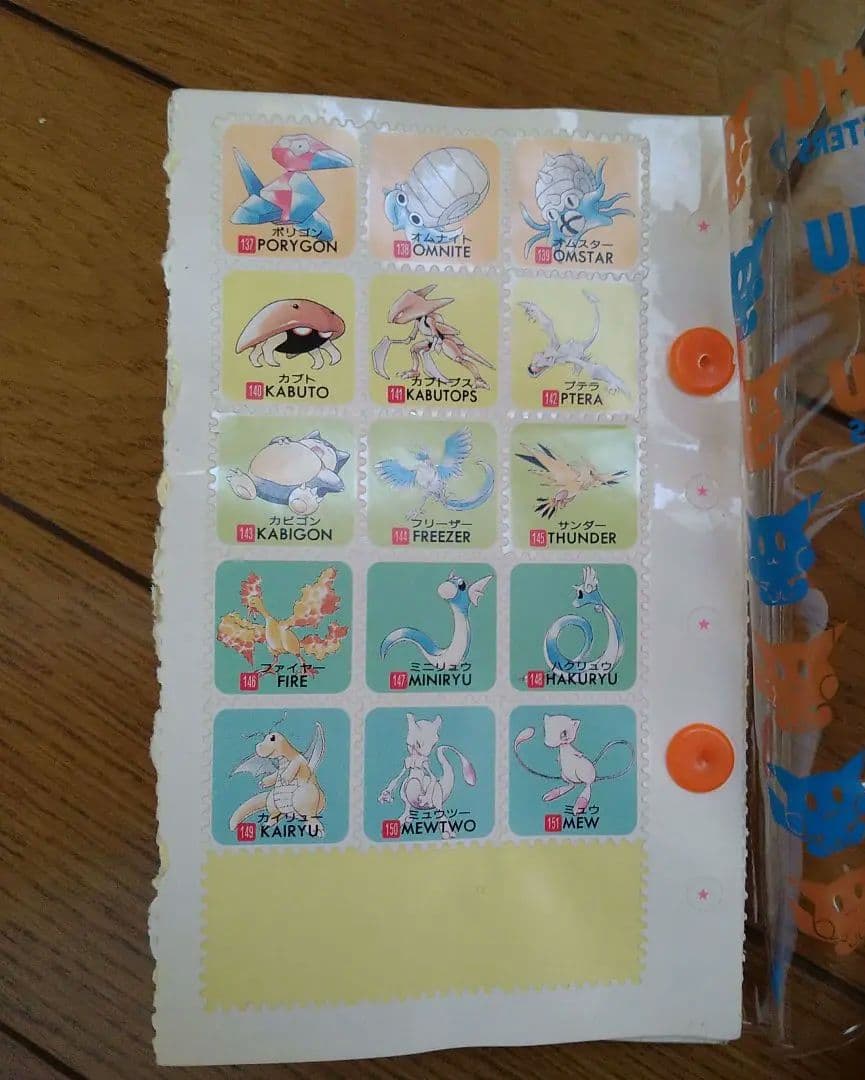 ポリゴン
137 PORYGON
オムナイト
138 OMNITE
オムスター
139 OMSTAR
カブト
140 KABUTO
カブトプス
141 KABUTOPS
プテラ
142 PTERA
カビゴン
143 KABIGON
フリーザー
144 FREEZER
サンダー
145 THUNDER
ファイヤー
146 FIRE
ミニリュウ
147 MINIRYU
ハクリュウ
148 HAKURYU
カイリュー
149 KAIRYU
ミュウツー
150 MEWTWO
ミュウ
151 MEW